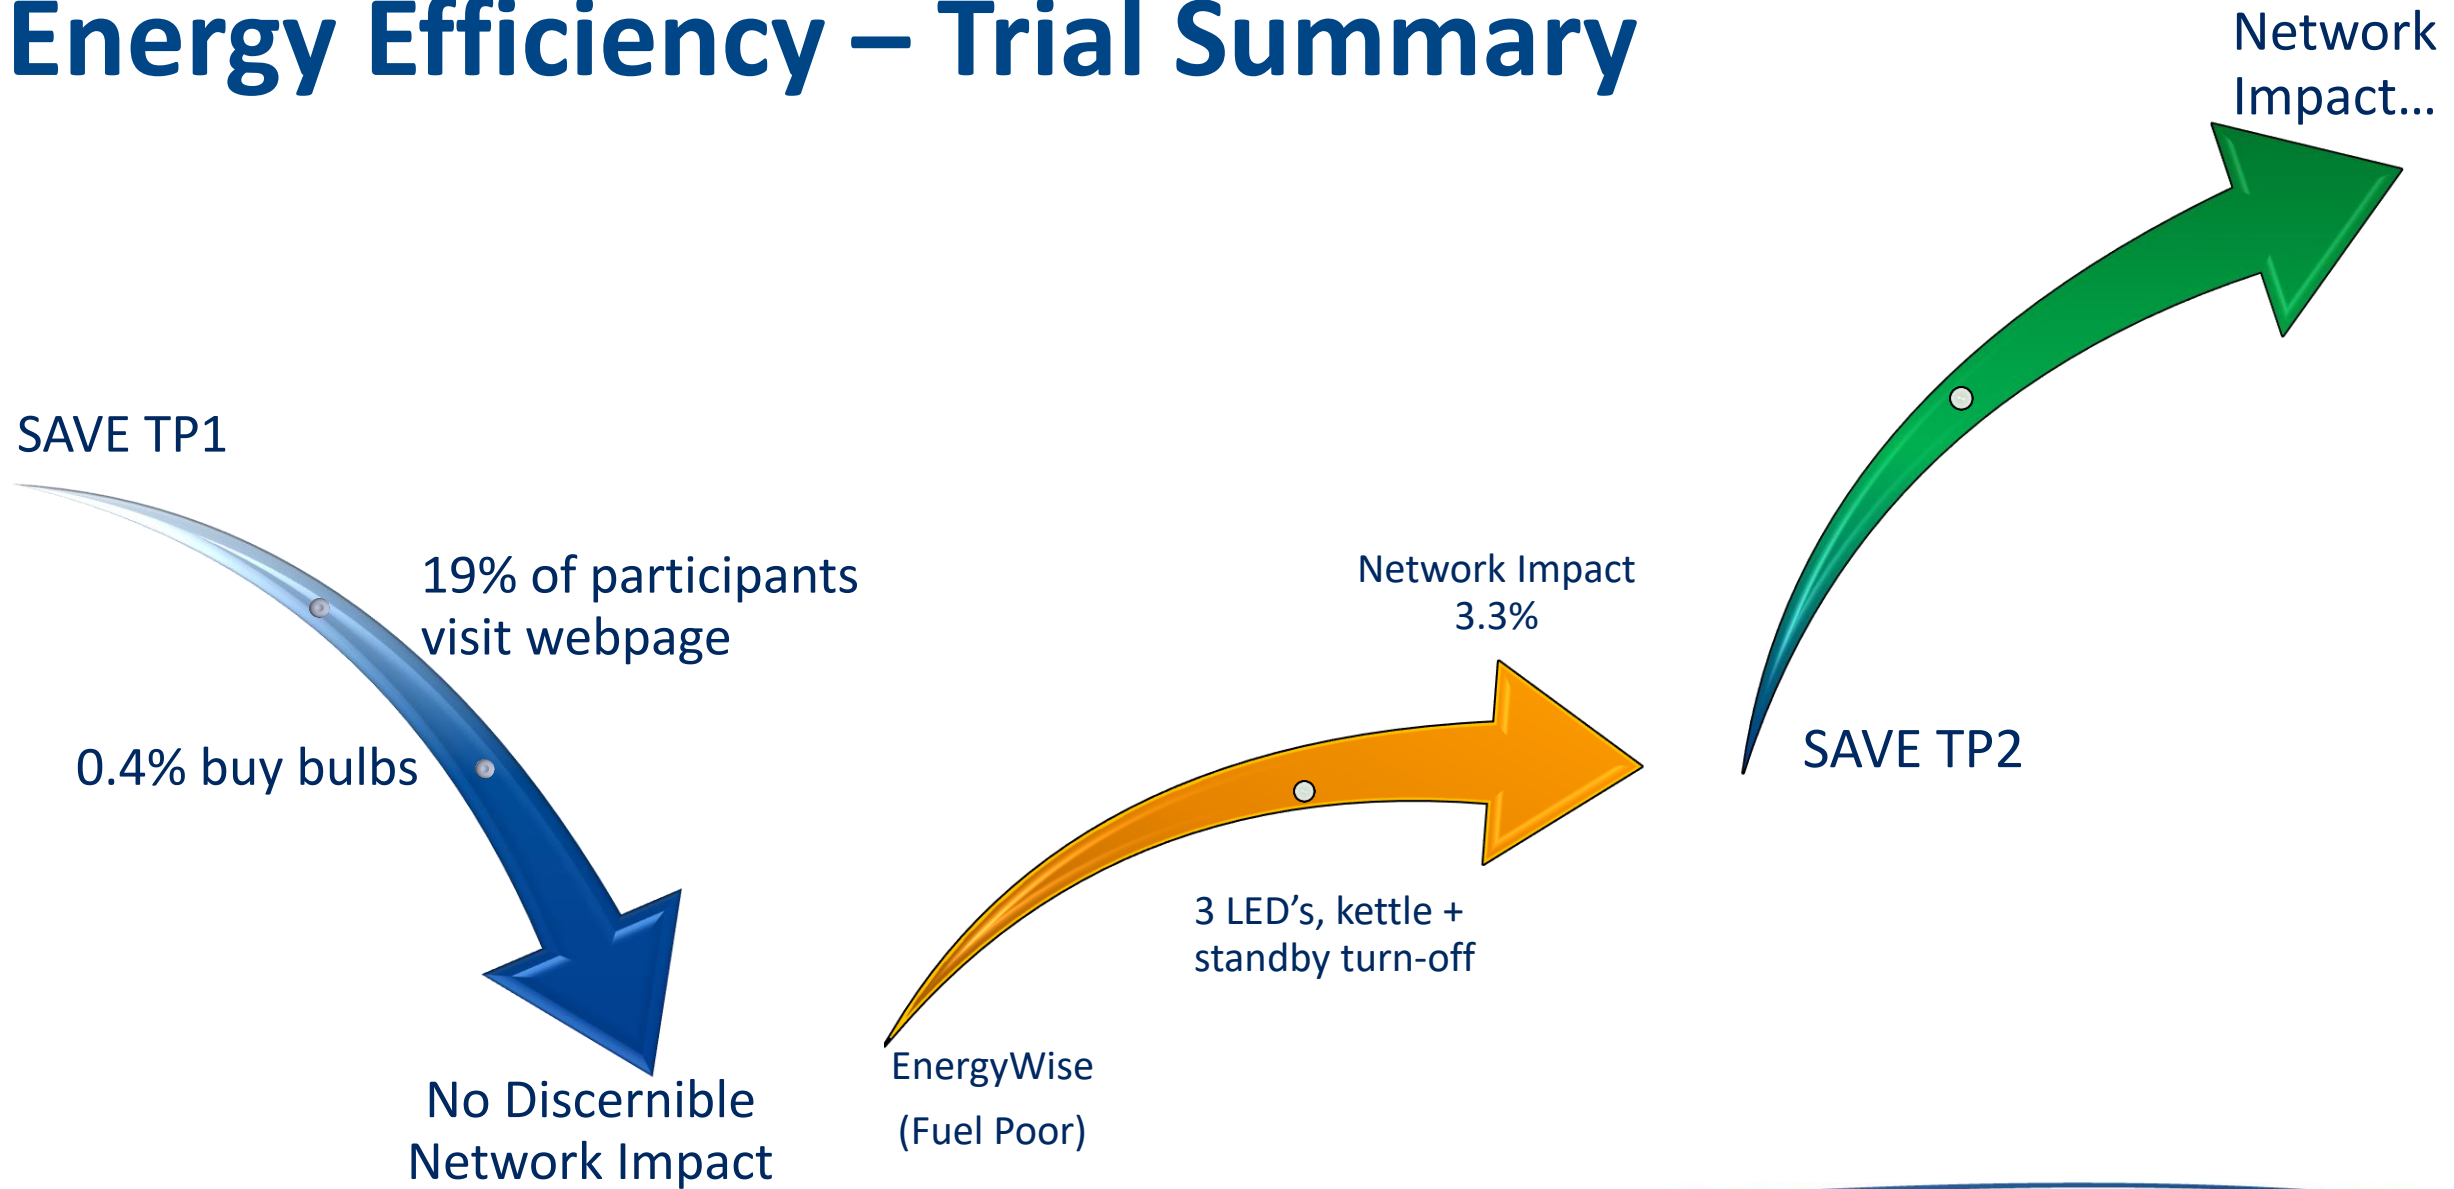 Energy Efficiency – Trial Summary
Network
Impact...
SAVE TP1
19% of participants
visit webpage
0.4% buy bulbs
No Discernible
Network Impact
Network Impact
3.3%
3 LED’s, kettle +
standby turn-off
EnergyWise
(Fuel Poor)
SAVE TP2